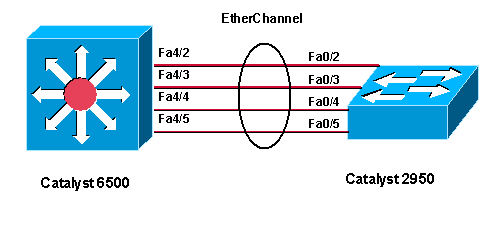 EtherChannel
Fa4/2 Fa0/2
Fa4/3 Fa0/3
Fa4/4 Fa0/4
Fa4/5 Fa0/5
Catalyst 6500 Catalyst 2950